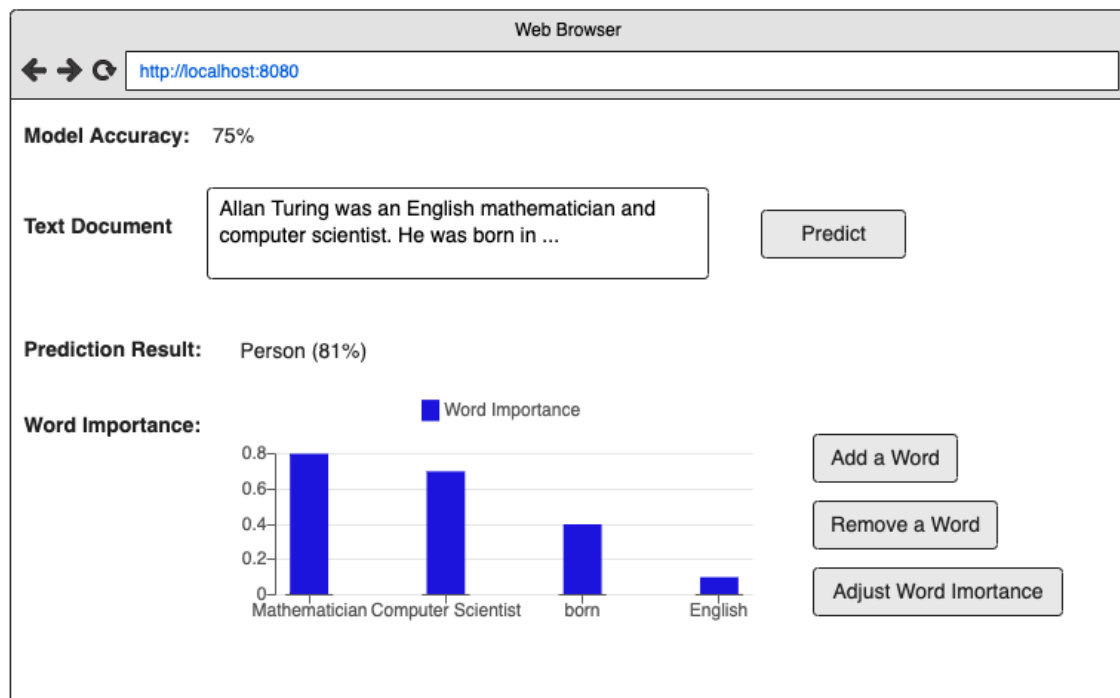 Web Browser
http://localhost:8080
Model Accuracy: 75%
Text Document
Allan Turing was an English mathematician and
computer scientist. He was born in ...
Predict
Prediction Result: Person (81%)
Word Importance:
Word Importance
0.8
0.6
0.4
0.2
0
Mathematician Computer Scientist born English
Add a Word
Remove a Word
Adjust Word Imortance